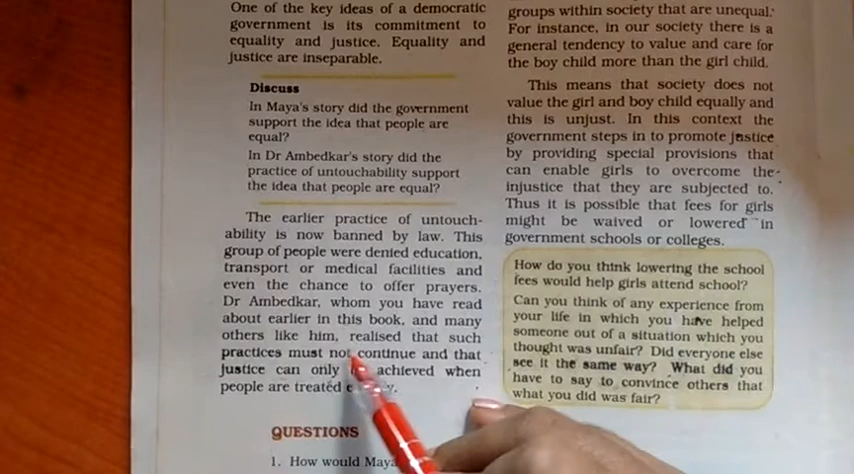 One of the key ideas of a democratic
government is its commitment to
equality and justice. Equality and
justice are inseparable.
Discuss
In Maya's story did the government
support the idea that people are
equal?
In Dr Ambedkar's story did the
practice of untouchability support
the idea that people are equal?
The earlier practice of untouch-
ability is now banned by law. This
group of people were denied education,
transport or medical facilities and
even the chance to offer prayers.
Dr Ambedkar, whom you have read
about earlier in this book, and many
others like him, realised that such
practices must not continue and that
justice can only achieved when
people are treated
QUESTIONS
1. How would Maya
groups within society that are unequal.
For instance, in our society there is a
general tendency to value and care for
the boy child more than the girl child.
This means that society does not
value the girl and boy child equally and
this is unjust. In this context the
government steps in to promote justice
by providing special provisions that
can enable girls to overcome the
injustice that they are subjected to.
Thus it is possible that fees for girls
might be waived or lowered in
government schools or colleges.
How do you think lowering the school
fees would help girls attend school?
Can you think of any experience from
your life in which you have helped
someone out of a situation which you
thought was unfair? Did everyone else
see it the same way? What did you
have to say to convince others that
what you did was fair?